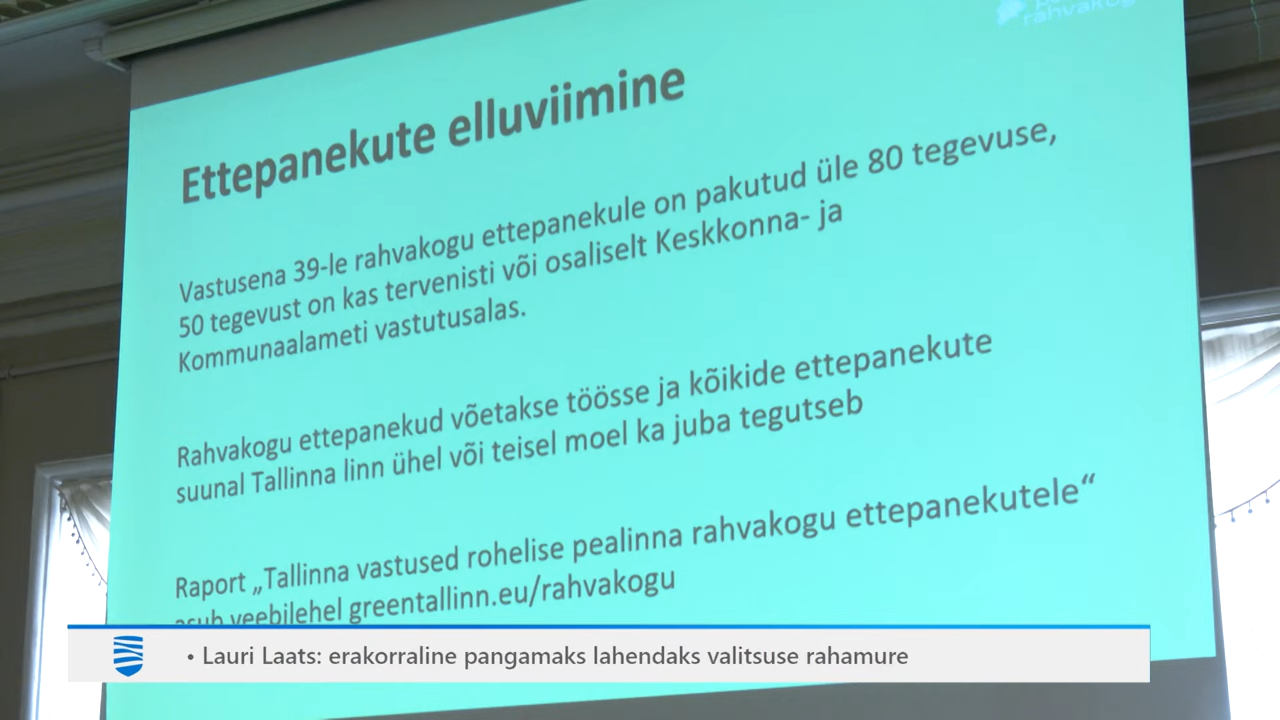 rahvakogu
Ettepanekute elluviimine
Vastusena 39-le rahvakogu ettepanekule on pakutud üle 80 tegevuse,
50 tegevust on kas tervenisti või osaliselt Keskkonna- ja
Kommunaalameti vastutusalas.
Rahvakogu ettepanekud võetakse töösse ja kõikide ettepanekute
suunal Tallinna linn ühel või teisel moel ka juba tegutseb
Raport „Tallinna vastused rohelise pealinna rahvakogu ettepanekutele“
asub veebilehel greentallinn.eu/rahvakogu
• Lauri Laats: erakorraline pangamaks lahendaks valitsuse rahamure